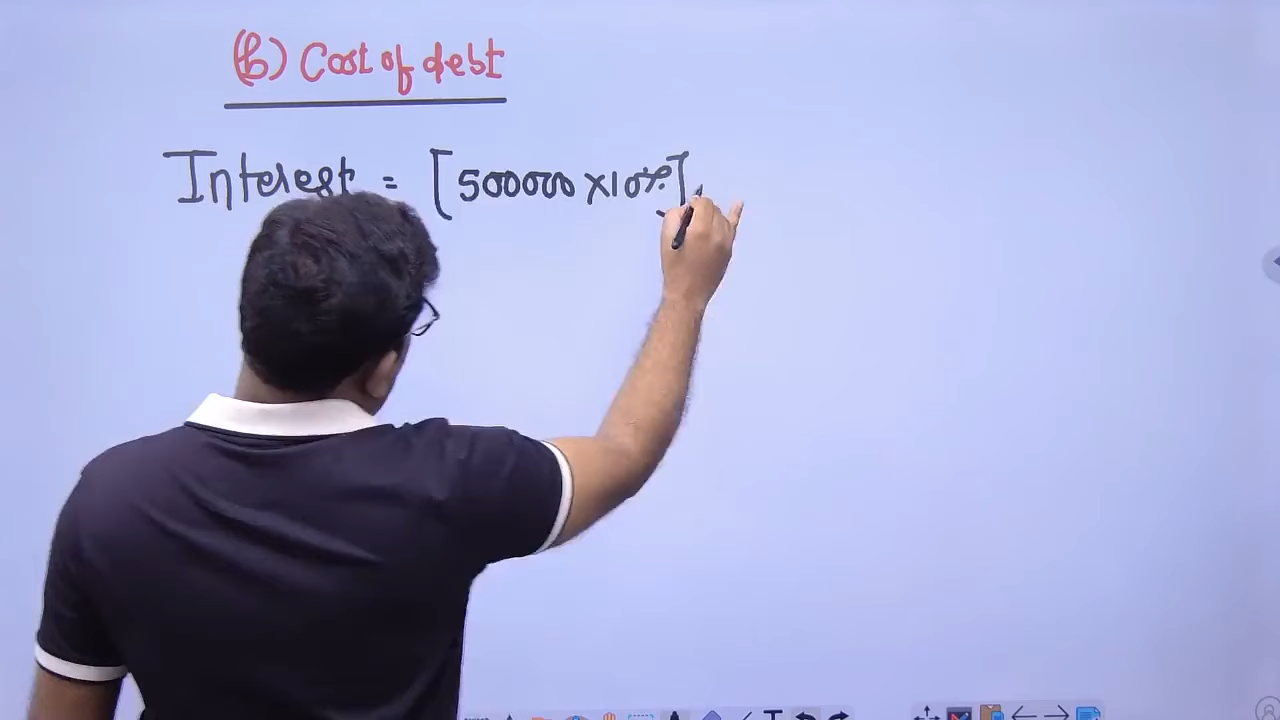 (b) Cost of debt
Interest = [500000 × 10%]